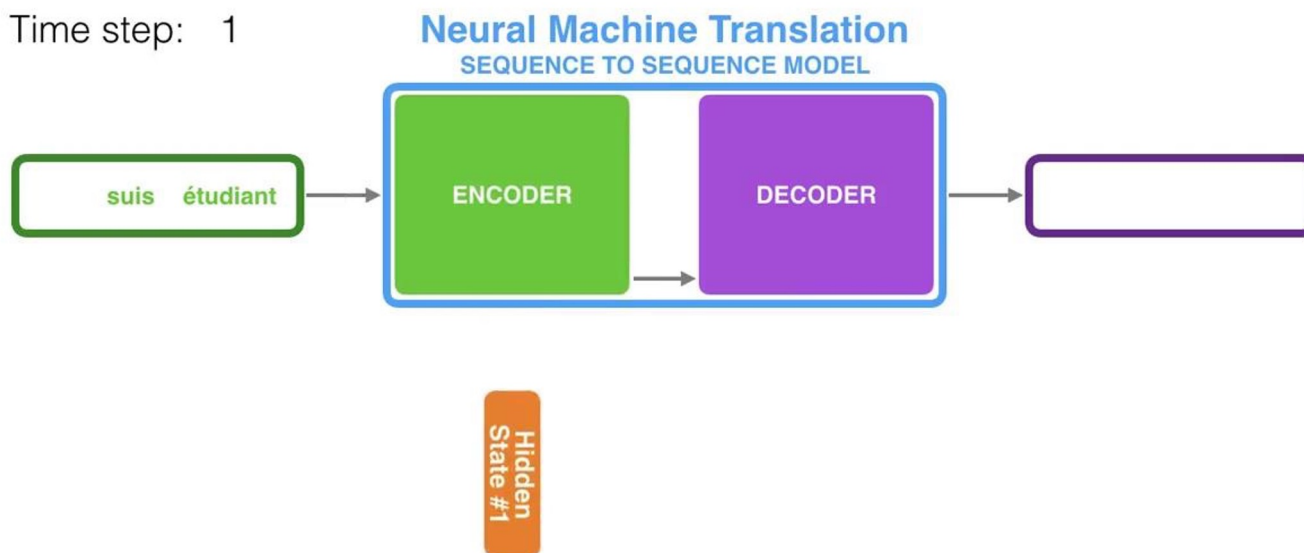 Time step: 1
Neural Machine Translation
SEQUENCE TO SEQUENCE MODEL
suis étudiant
ENCODER
DECODER
Hidden
State #1